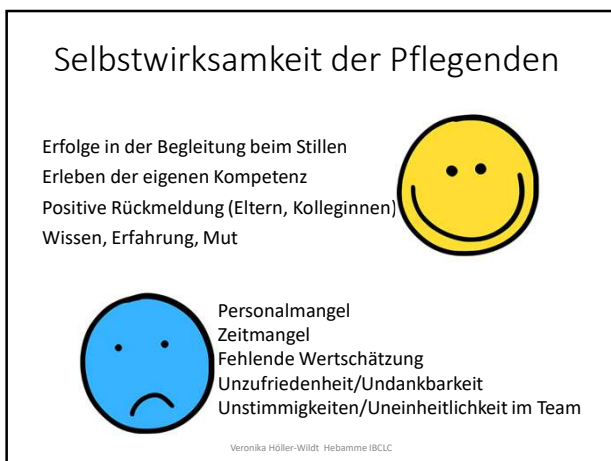 Selbstwirksamkeit der Pflegenden
Erfolge in der Begleitung beim Stillen
Erleben der eigenen Kompetenz
Positive Rückmeldung (Eltern, Kolleginnen)
Wissen, Erfahrung, Mut
Personalmangel
Zeitmangel
Fehlende Wertschätzung
Unzufriedenheit/Undankbarkeit
Unstimmigkeiten/Uneinheitlichkeit im Team
Veronika Höller-Wildt Hebamme IBCLC